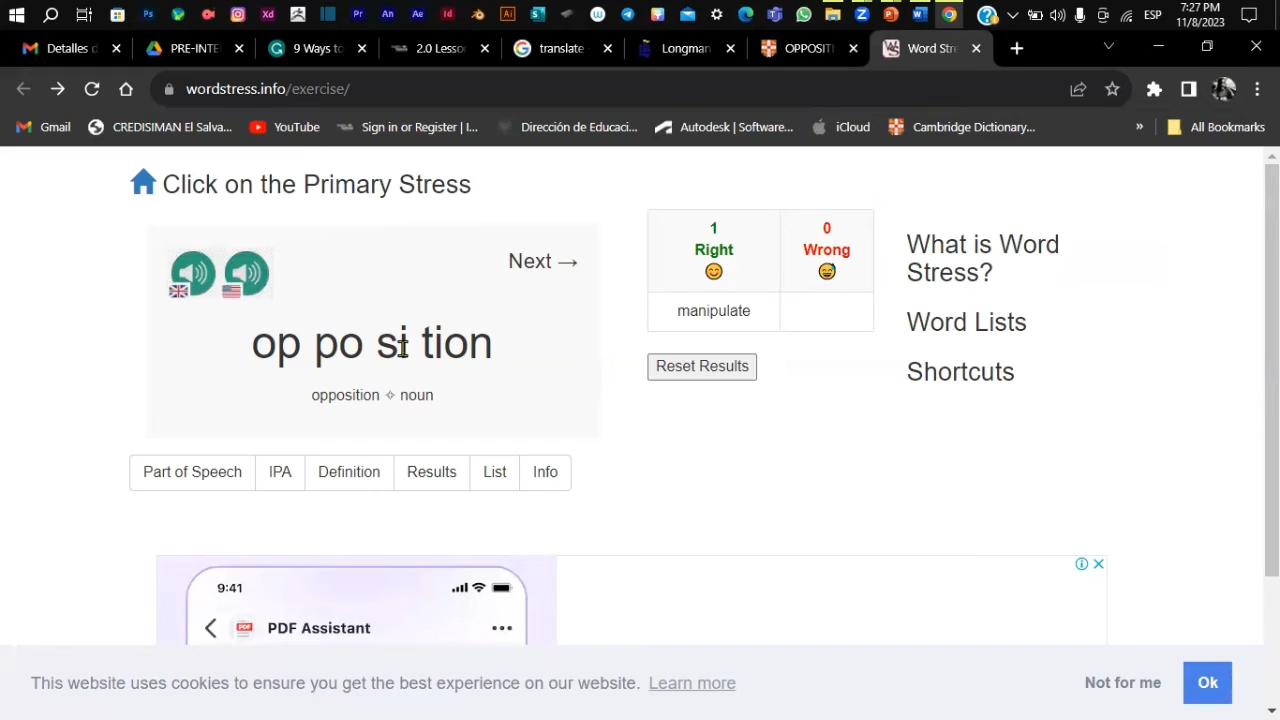 7:27 PM
ESP
11/8/2023
Detalles d
PRE-INTE
9 Ways to
2.0 Lesso
translate
Longman
OPPOSITI
Word Stre
wordstress.info/exercise/
Gmail
CREDISIMAN El Salva...
YouTube
Sign in or Register | I...
Dirección de Educaci...
Autodesk | Software...
iCloud
Cambridge Dictionary...
»
All Bookmarks
Click on the Primary Stress
Next →
op po si tion
opposition ✧ noun
1
Right
0
Wrong
manipulate
Reset Results
What is Word
Stress?
Word Lists
Shortcuts
Part of Speech
IPA
Definition
Results
List
Info
9:41
PDF
PDF Assistant
This website uses cookies to ensure you get the best experience on our website. Learn more
Not for me
Ok